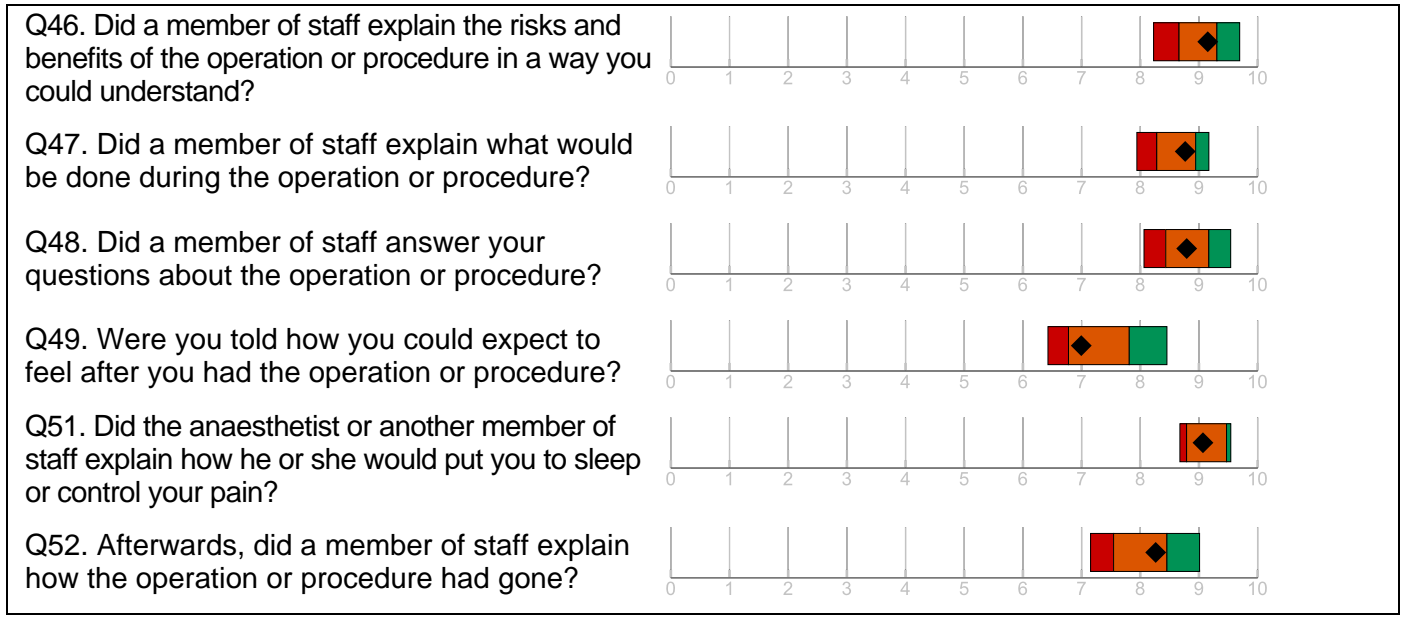 Q46. Did a member of staff explain the risks and
benefits of the operation or procedure in a way you
could understand?
0 1 2 3 4 5 6 7 8 9 10
Q47. Did a member of staff explain what would
be done during the operation or procedure?
0 1 2 3 4 5 6 7 8 9 10
Q48. Did a member of staff answer your
questions about the operation or procedure?
0 1 2 3 4 5 6 7 8 9 10
Q49. Were you told how you could expect to
feel after you had the operation or procedure?
0 1 2 3 4 5 6 7 8 9 10
Q51. Did the anaesthetist or another member of
staff explain how he or she would put you to sleep
or control your pain?
0 1 2 3 4 5 6 7 8 9 10
Q52. Afterwards, did a member of staff explain
how the operation or procedure had gone?
0 1 2 3 4 5 6 7 8 9 10